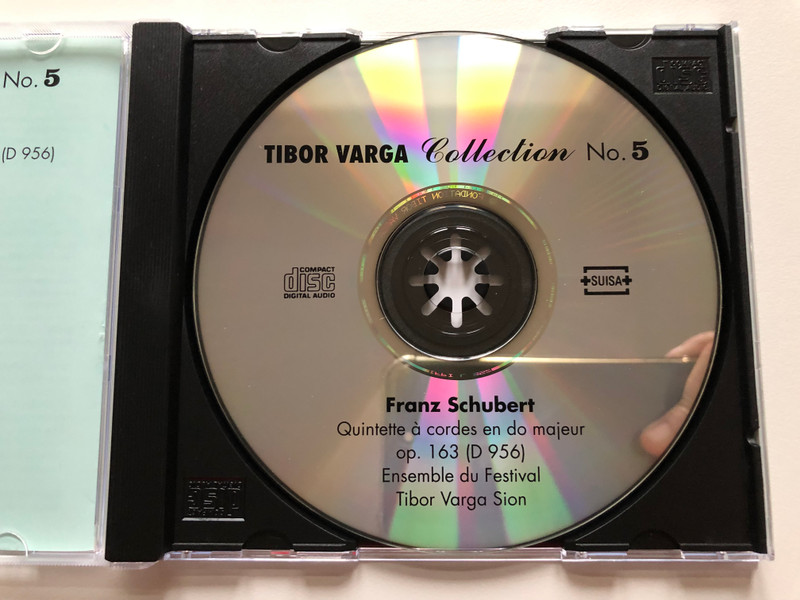 No. 5
(D 956)
TIBOR VARGA Collection No. 5
COMPACT
disc
DIGITAL AUDIO
SUISA
Franz Schubert
Quintette à cordes en do majeur
op. 163 (D 956)
Ensemble du Festival
Tibor Varga Sion